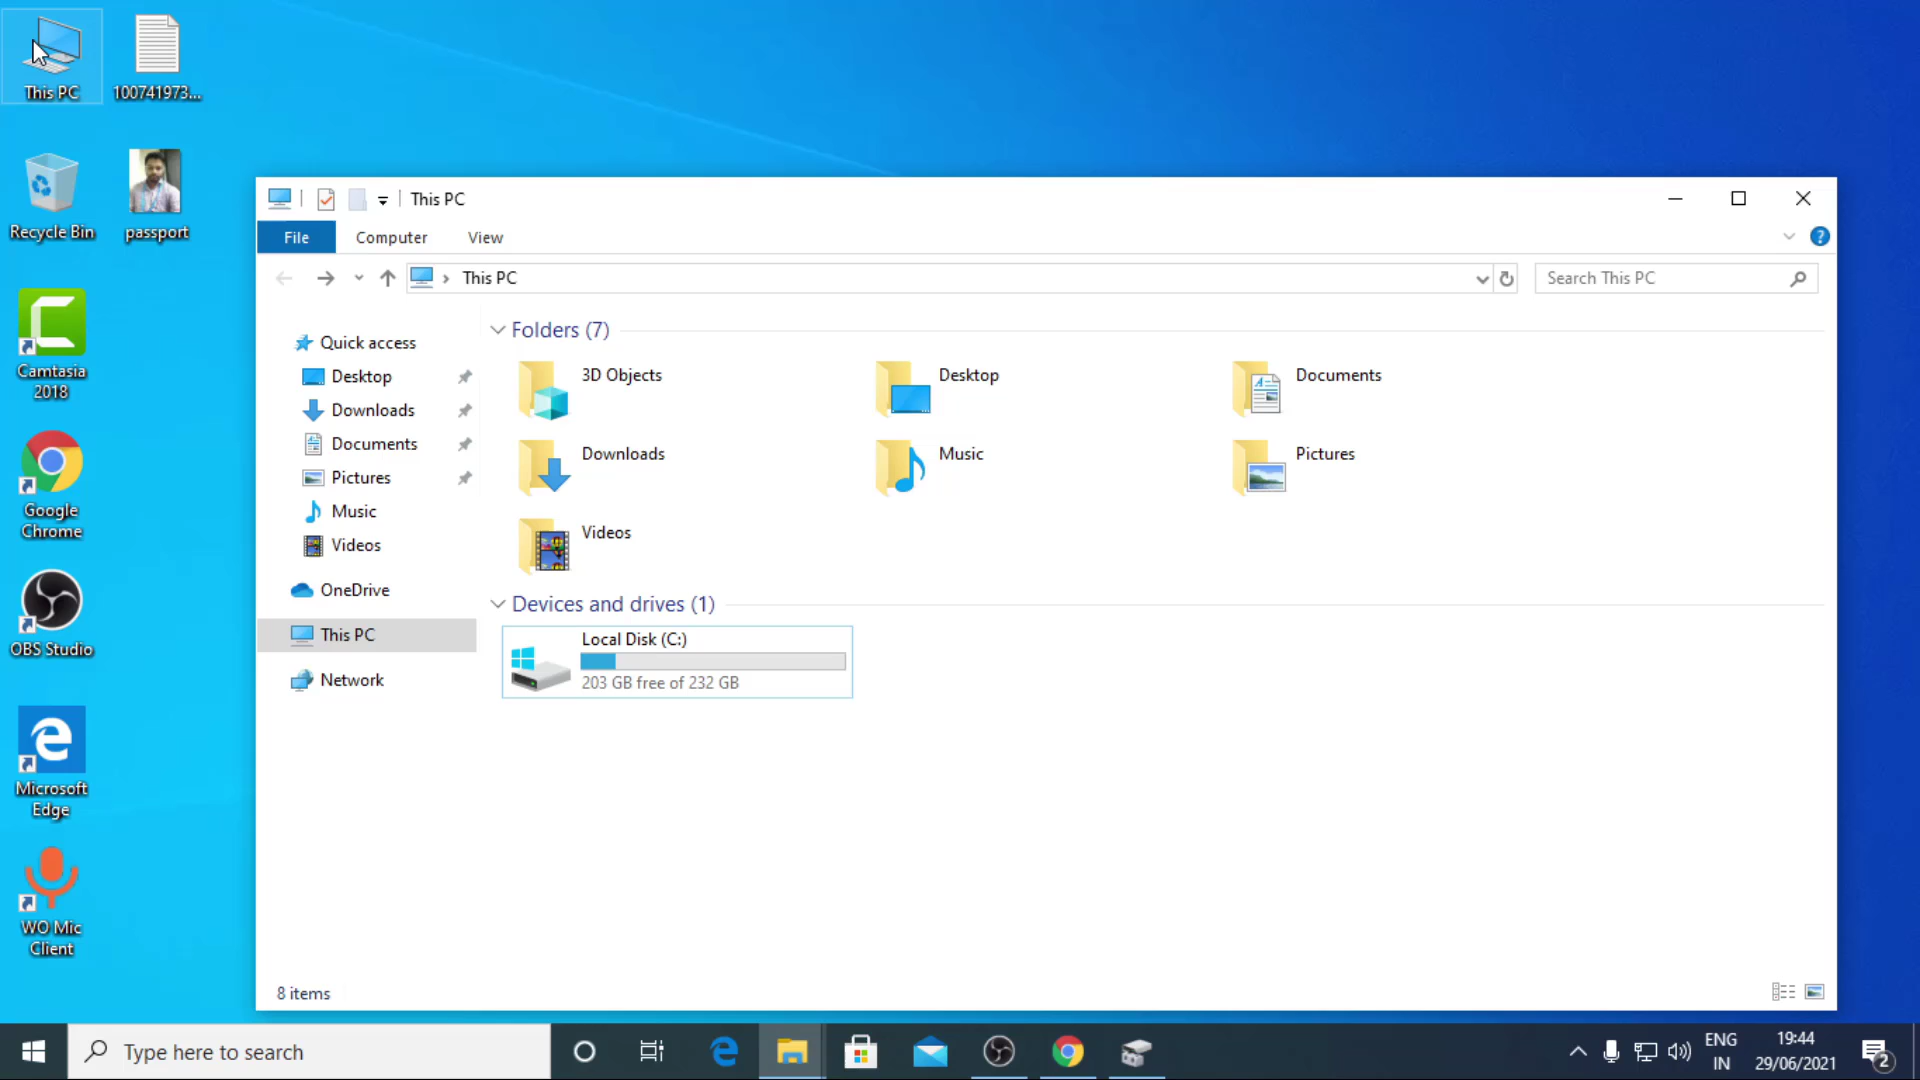 This PC
100741973...
Recycle Bin
passport
Camtasia
2018
Google
Chrome
OBS Studio
Microsoft
Edge
WO Mic
Client
This PC
File
Computer
View
This PC
Search This PC
Quick access
Desktop
Downloads
Documents
Pictures
Music
Videos
OneDrive
This PC
Network
Folders (7)
3D Objects
Desktop
Documents
Downloads
Music
Pictures
Videos
Devices and drives (1)
Local Disk (C:)
203 GB free of 232 GB
8 items
Type here to search
ENG
IN
19:44
29/06/2021
2